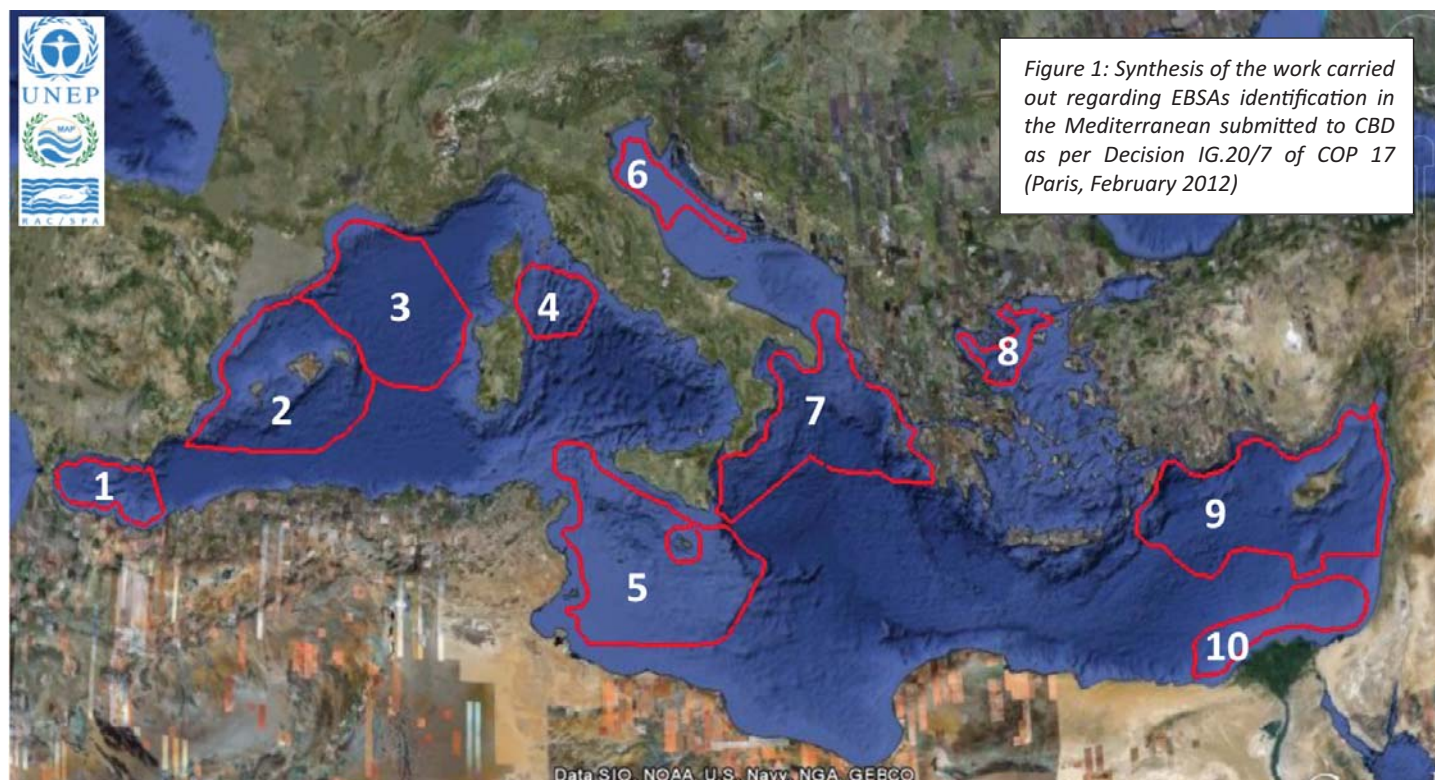 UNEP
MAP
RAC/SPA
Figure 1: Synthesis of the work carried
out regarding EBSAs identification in
the Mediterranean submitted to CBD
as per Decision IG.20/7 of COP 17
(Paris, February 2012)
6
3
4
8
2
7
1
9
5
10
Data SIO, NOAA, U.S. Navy, NGA, GEBCO